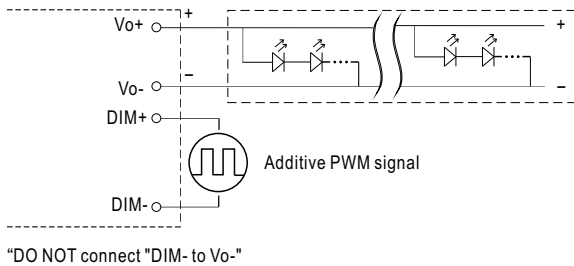 Vo+
+
+
Vo-
–
–
DIM+
Additive PWM signal
DIM-
“DO NOT connect "DIM- to Vo-"